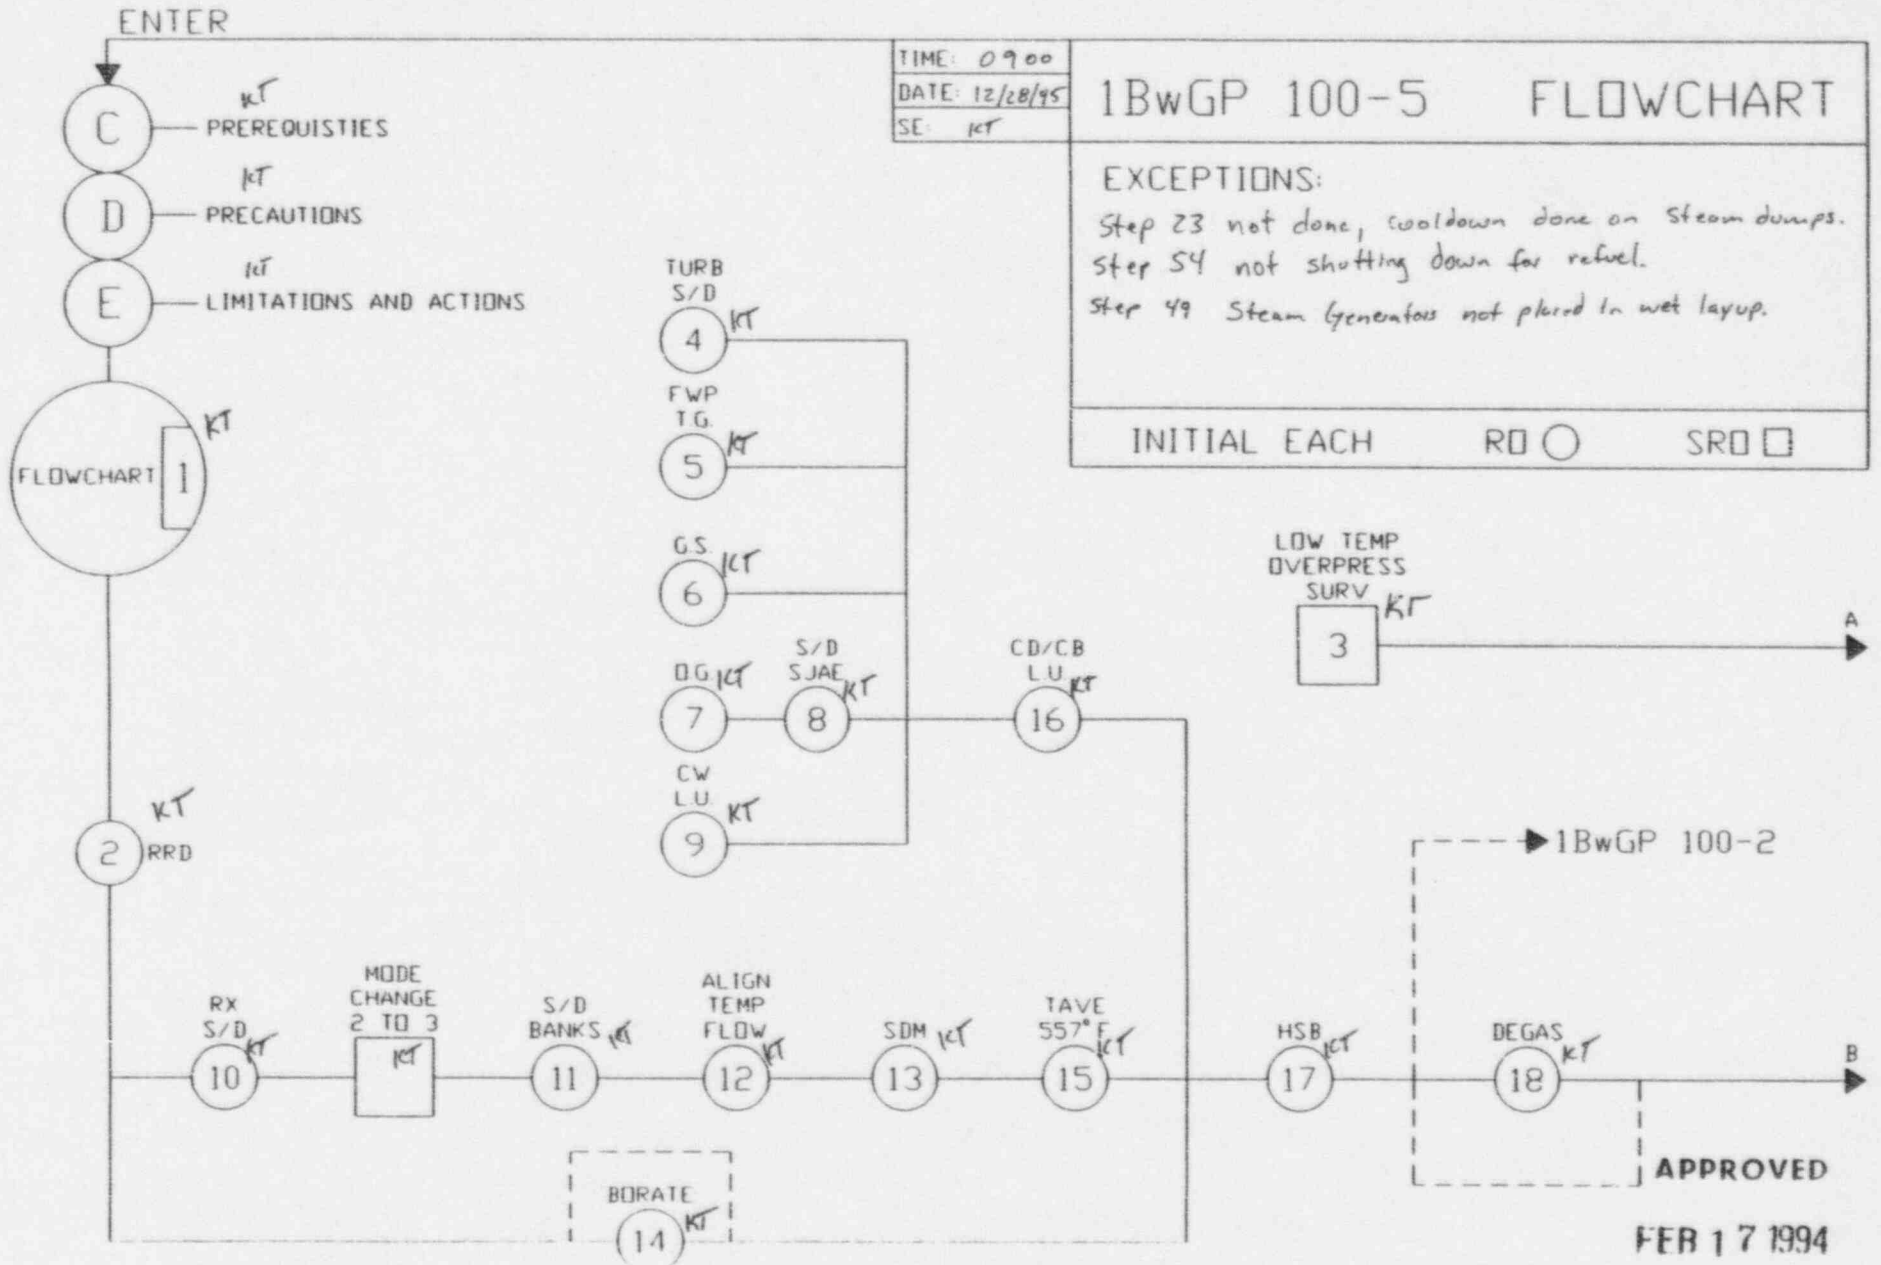 ENTER
TIME: 0900
DATE: 12/28/95
SE: KT
1BwGP 100-5 FLOWCHART
EXCEPTIONS:
Step 23 not done, cooldown done on Steam dumps.
Step 54 not shutting down for refuel.
Step 49 Steam Generators not placed in wet layup.
INITIAL EACH RO SRO
KT
C PREREQUISTIES
KT
D PRECAUTIONS
KT
E LIMITATIONS AND ACTIONS
FLOWCHART 1 KT
KT
2 RRD
TURB
S/D
4 KT
FWP
T.G.
5 KT
G.S.
6 KT
O.G. KT
7
S/D
SJAE
8 KT
CW
L.U.
9 KT
CD/CB
L.U.
16 KT
LOW TEMP
OVERPRESS
SURV
3 KT
A
1BwGP 100-2
RX
S/D
10 KT
MODE
CHANGE
2 TO 3
KT
S/D
BANKS KT
11
ALIGN
TEMP
FLOW
12 KT
SDM KT
13
TAVE
557°F
15 KT
HSB
17 KT
DEGAS
18 KT
B
BORATE
14 KT
APPROVED
FEB 17 1994